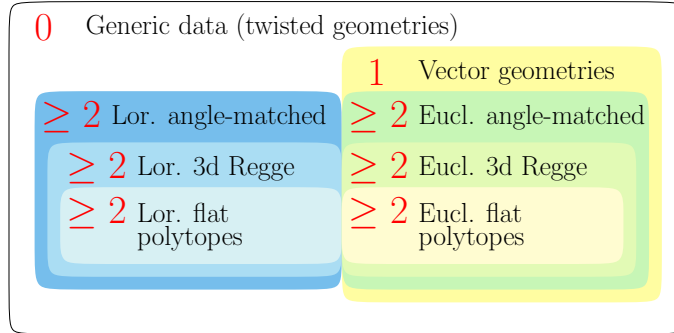 0 Generic data (twisted geometries)
1 Vector geometries
≥ 2 Lor. angle-matched
≥ 2 Eucl. angle-matched
≥ 2 Lor. 3d Regge
≥ 2 Eucl. 3d Regge
≥ 2 Lor. flat
polytopes
≥ 2 Eucl. flat
polytopes